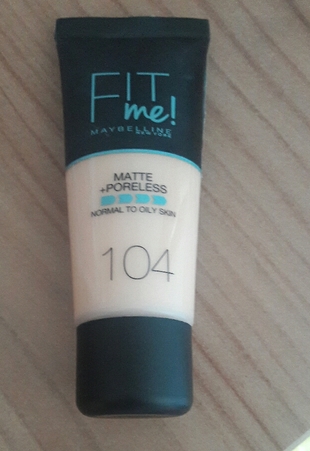 FIT
me!
MAYBELLINE
NEW YORK
MATTE
+PORELESS
NORMAL TO OILY SKIN
104